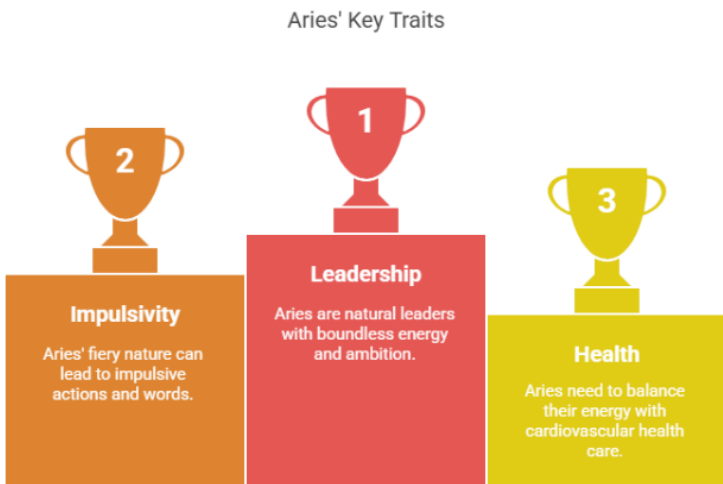 Aries' Key Traits
2
Impulsivity
Aries' fiery nature can
lead to impulsive
actions and words.
1
Leadership
Aries are natural leaders
with boundless energy
and ambition.
3
Health
Aries need to balance
their energy with
cardiovascular health
care.